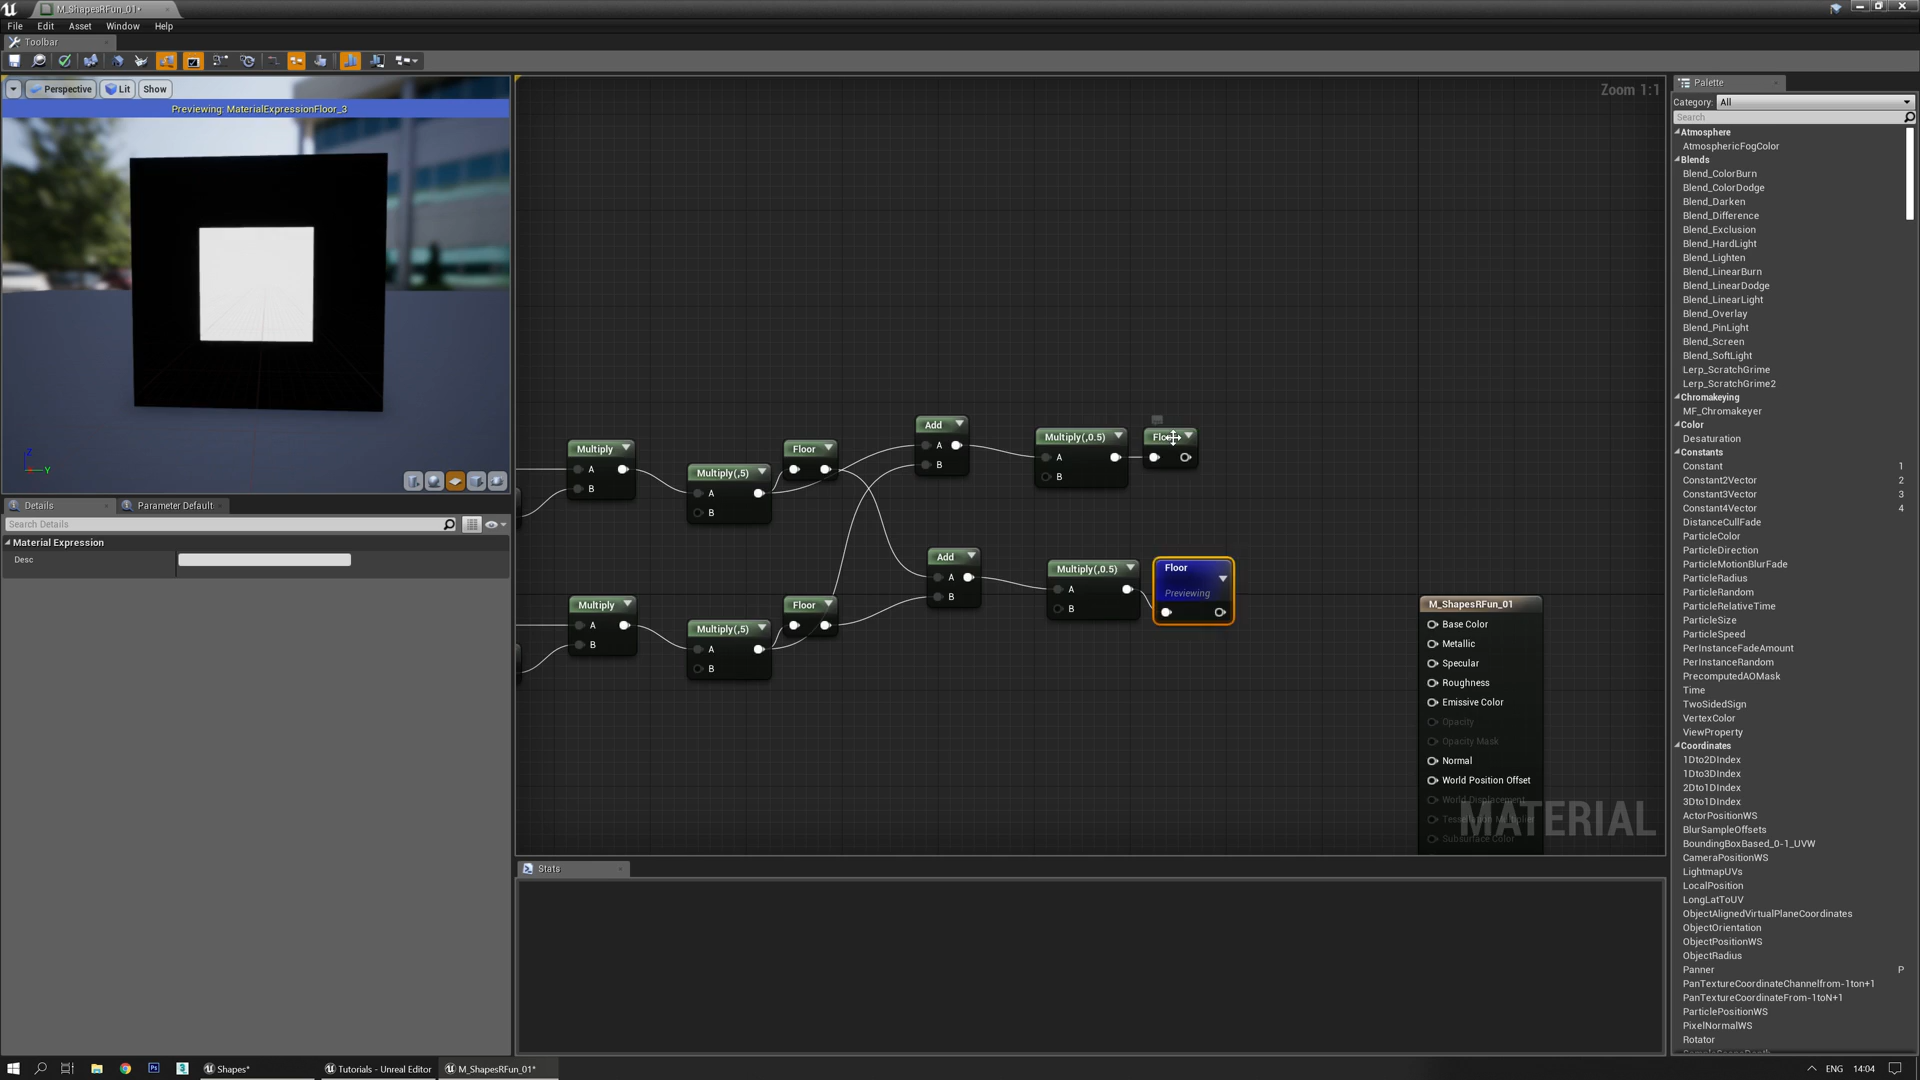 M_ShapesRFun_01*
File Edit Asset Window Help
Toolbar
Perspective Lit Show
Previewing: MaterialExpressionFloor_3
Z
Y
Details Parameter Default
Search Details
Material Expression
Desc
Zoom 1:1
Multiply
A
B
Multiply(,5)
A
B
Floor
Add
A
B
Multiply(,0.5)
A
B
Multiply
A
B
Multiply(,5)
A
B
Floor
Add
A
B
Multiply(,0.5)
A
B
Floor
Previewing
M_ShapesRFun_01
Base Color
Metallic
Specular
Roughness
Emissive Color
Opacity
Opacity Mask
Normal
World Position Offset
World Displacement
Subsurface Color
MATERIAL
Stats
Palette
Category: All
Search
Atmosphere
AtmosphericFogColor
Blends
Blend_ColorBurn
Blend_ColorDodge
Blend_Darken
Blend_Difference
Blend_Exclusion
Blend_HardLight
Blend_Lighten
Blend_LinearBurn
Blend_LinearDodge
Blend_LinearLight
Blend_Overlay
Blend_PinLight
Blend_Screen
Blend_SoftLight
Lerp_ScratchGrime
Lerp_ScratchGrime2
Chromakeying
MF_Chromakeyer
Color
Desaturation
Constants
Constant 1
Constant2Vector 2
Constant3Vector 3
Constant4Vector 4
DistanceCullFade
ParticleColor
ParticleDirection
ParticleMotionBlurFade
ParticleRadius
ParticleRandom
ParticleRelativeTime
ParticleSize
ParticleSpeed
PerInstanceFadeAmount
PerInstanceRandom
PrecomputedAOMask
Time
TwoSidedSign
VertexColor
ViewProperty
Coordinates
1Dto2DIndex
1Dto3DIndex
2Dto1DIndex
3Dto1DIndex
ActorPositionWS
BlurSampleOffsets
BoundingBoxBased_0-1_UVW
CameraPositionWS
LightmapUVs
LocalPosition
LongLatToUV
ObjectAlignedVirtualPlaneCoordinates
ObjectOrientation
ObjectPositionWS
ObjectRadius
Panner P
PanTextureCoordinateChannelfrom-1ton+1
PanTextureCoordinateFrom-1toN+1
ParticlePositionWS
PixelNormalWS
Rotator
Shapes* Tutorials - Unreal Editor M_ShapesRFun_01* ENG 14:04